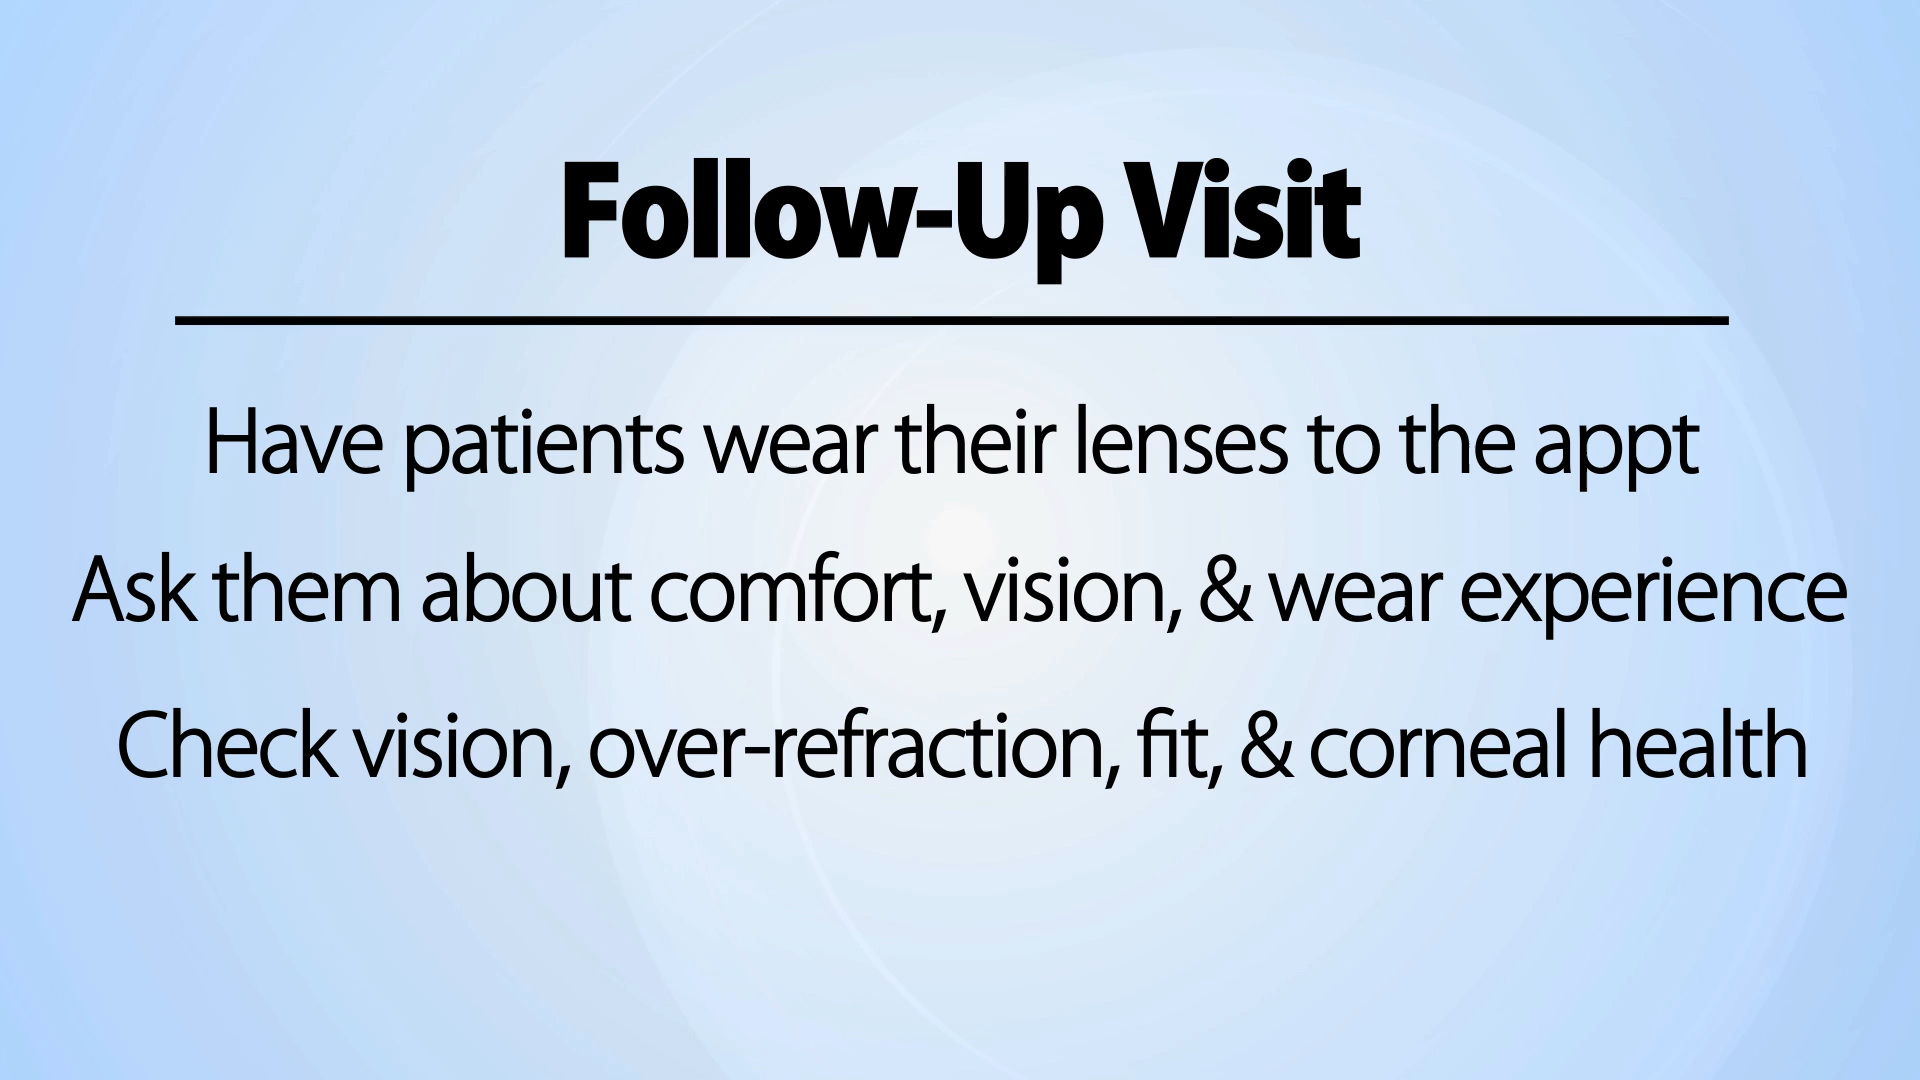 Follow-Up Visit
Have patients wear their lenses to the appt
Ask them about comfort, vision, & wear experience
Check vision, over-refraction, fit, & corneal health